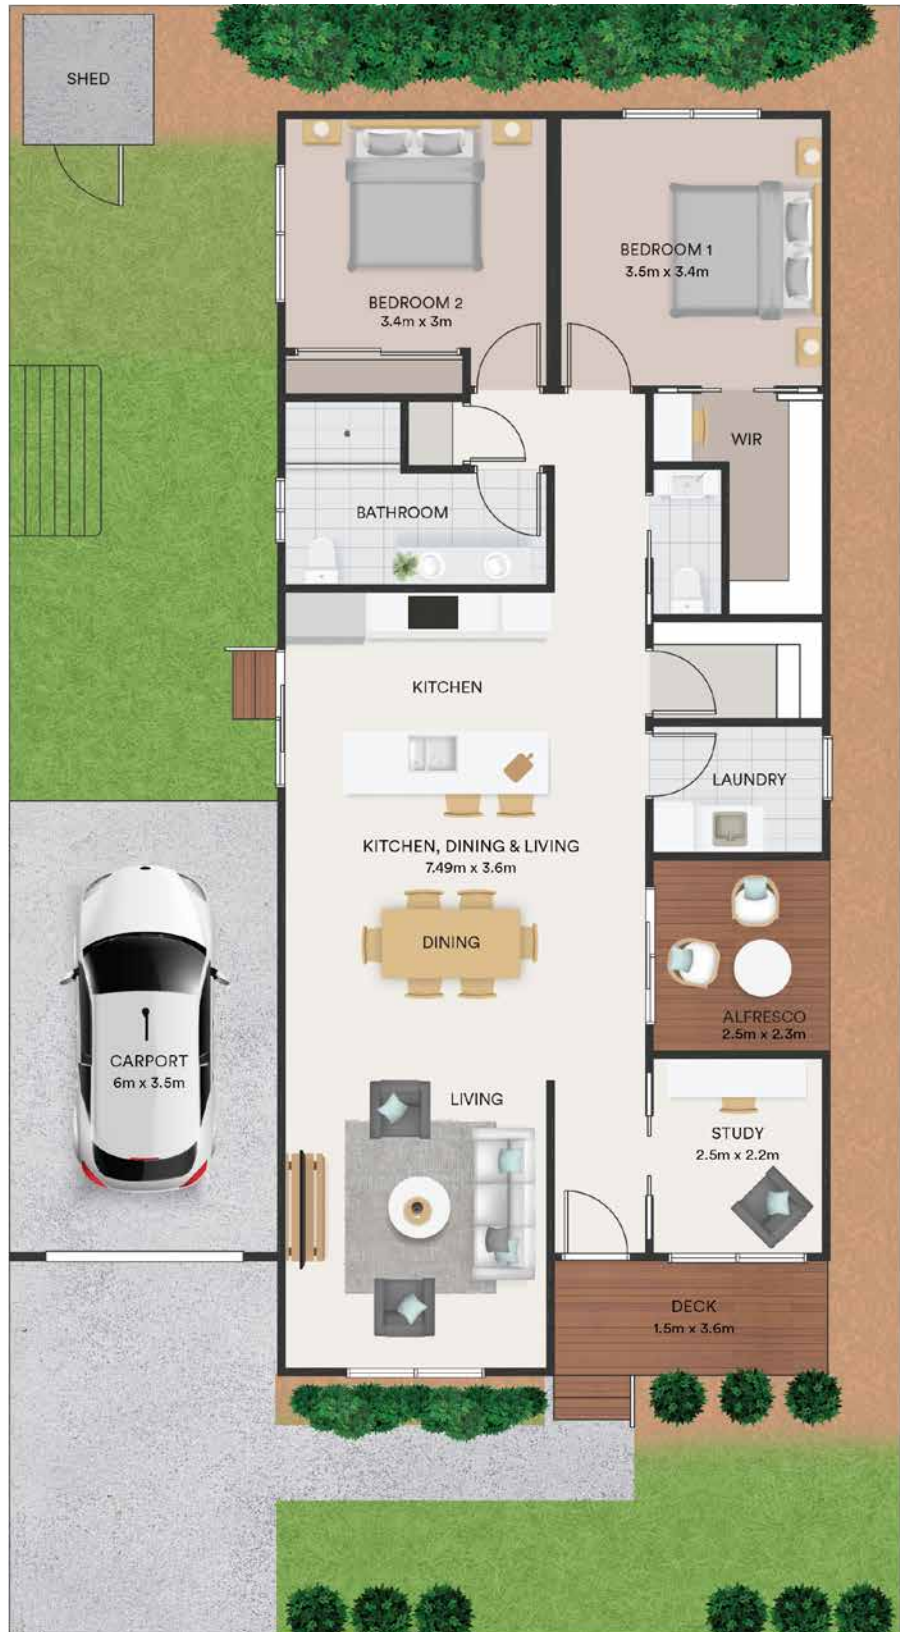 SHED
BEDROOM 1
3.5m x 3.4m
BEDROOM 2
3.4m x 3m
WIR
BATHROOM
KITCHEN
LAUNDRY
KITCHEN, DINING & LIVING
7.49m x 3.6m
DINING
ALFRESCO
2.5m x 2.3m
CARPORT
6m x 3.5m
LIVING
STUDY
2.5m x 2.2m
DECK
1.5m x 3.6m